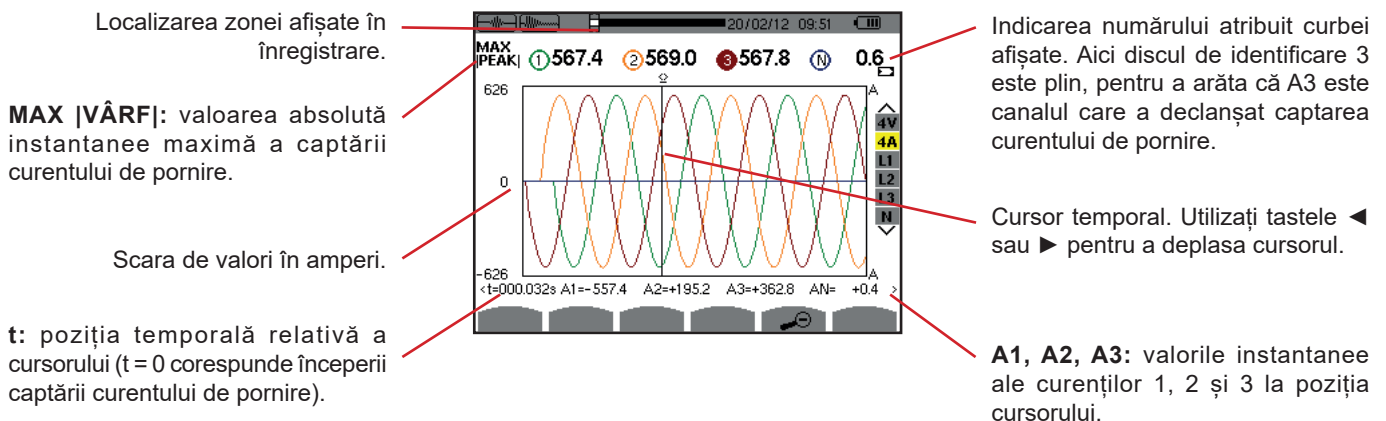 Localizarea zonei afișate în
înregistrare.
MAX |VÂRF|: valoarea absolută
instantanee maximă a captării
curentului de pornire.
Scara de valori în amperi.
t: poziția temporală relativă a
cursorului (t = 0 corespunde începerii
captării curentului de pornire).
20/02/12 09:51
MAX
|PEAK| 1 567.4 2 569.0 3 567.8 N 0.6
626 A
0
-626 A
4V
4A
L1
L2
L3
N
<t=000.032s A1=-557.4 A2=+195.2 A3=+362.8 AN= +0.4 >
Indicarea numărului atribuit curbei
afișate. Aici discul de identificare 3
este plin, pentru a arăta că A3 este
canalul care a declanșat captarea
curentului de pornire.
Cursor temporal. Utilizați tastele ◄
sau ► pentru a deplasa cursorul.
A1, A2, A3: valorile instantanee
ale curenților 1, 2 și 3 la poziția
cursorului.